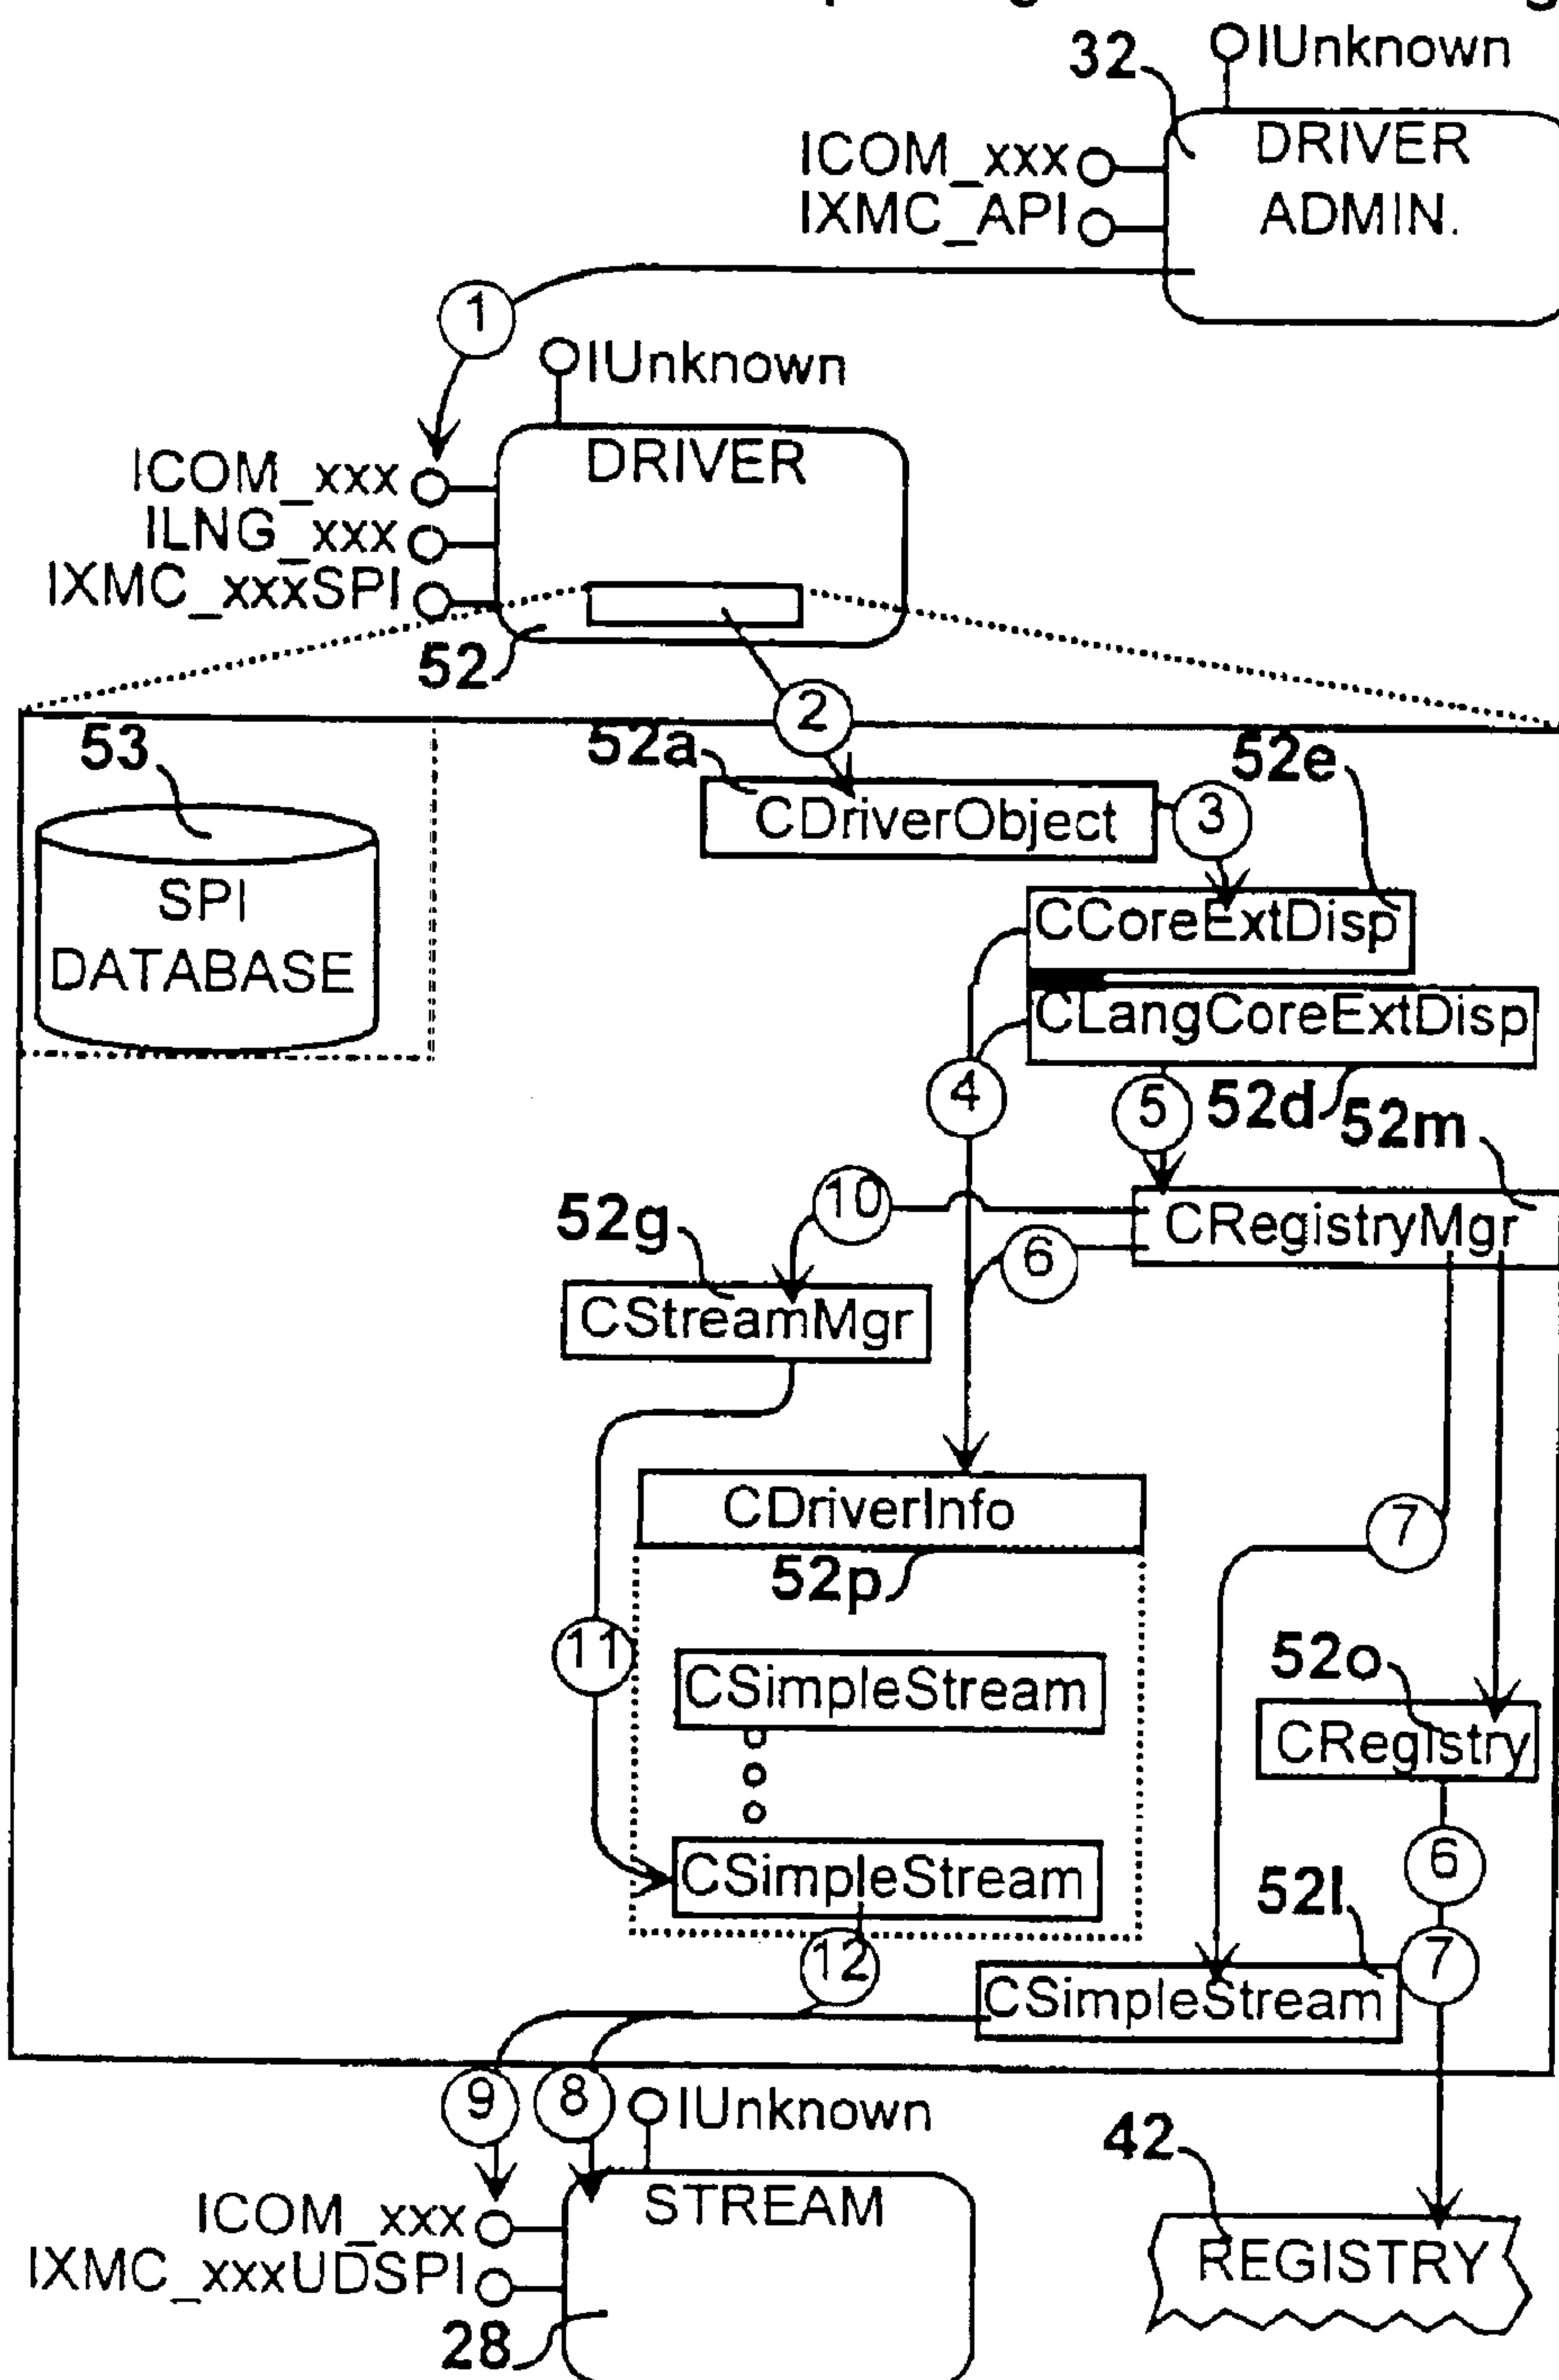 IUnknown
32
DRIVER
ADMIN.
ICOM_xxx
IXMC_API
1
IUnknown
DRIVER
ICOM_xxx
ILNG_xxx
IXMC_xxxSPI
52
2
53
52a
52e
CDriverObject
3
SPI
DATABASE
CCoreExtDisp
CLangCoreExtDisp
4
5
52d
52m
10
52g
CRegistryMgr
6
CStreamMgr
CDriverInfo
7
52p
11
52o
CSimpleStream
CRegistry
6
CSimpleStream
52l
7
12
CSimpleStream
9
8
IUnknown
42
STREAM
ICOM_xxx
IXMC_xxxUDSPI
REGISTRY
28